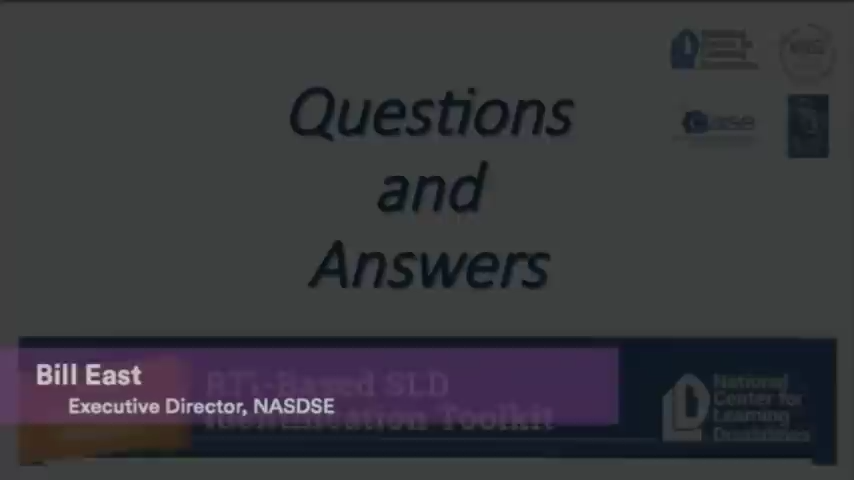 Questions
and
Answers
Bill East
Executive Director, NASDSE
RTI-Based SLD
Identification Toolkit
National
Center for
Learning
Disabilities